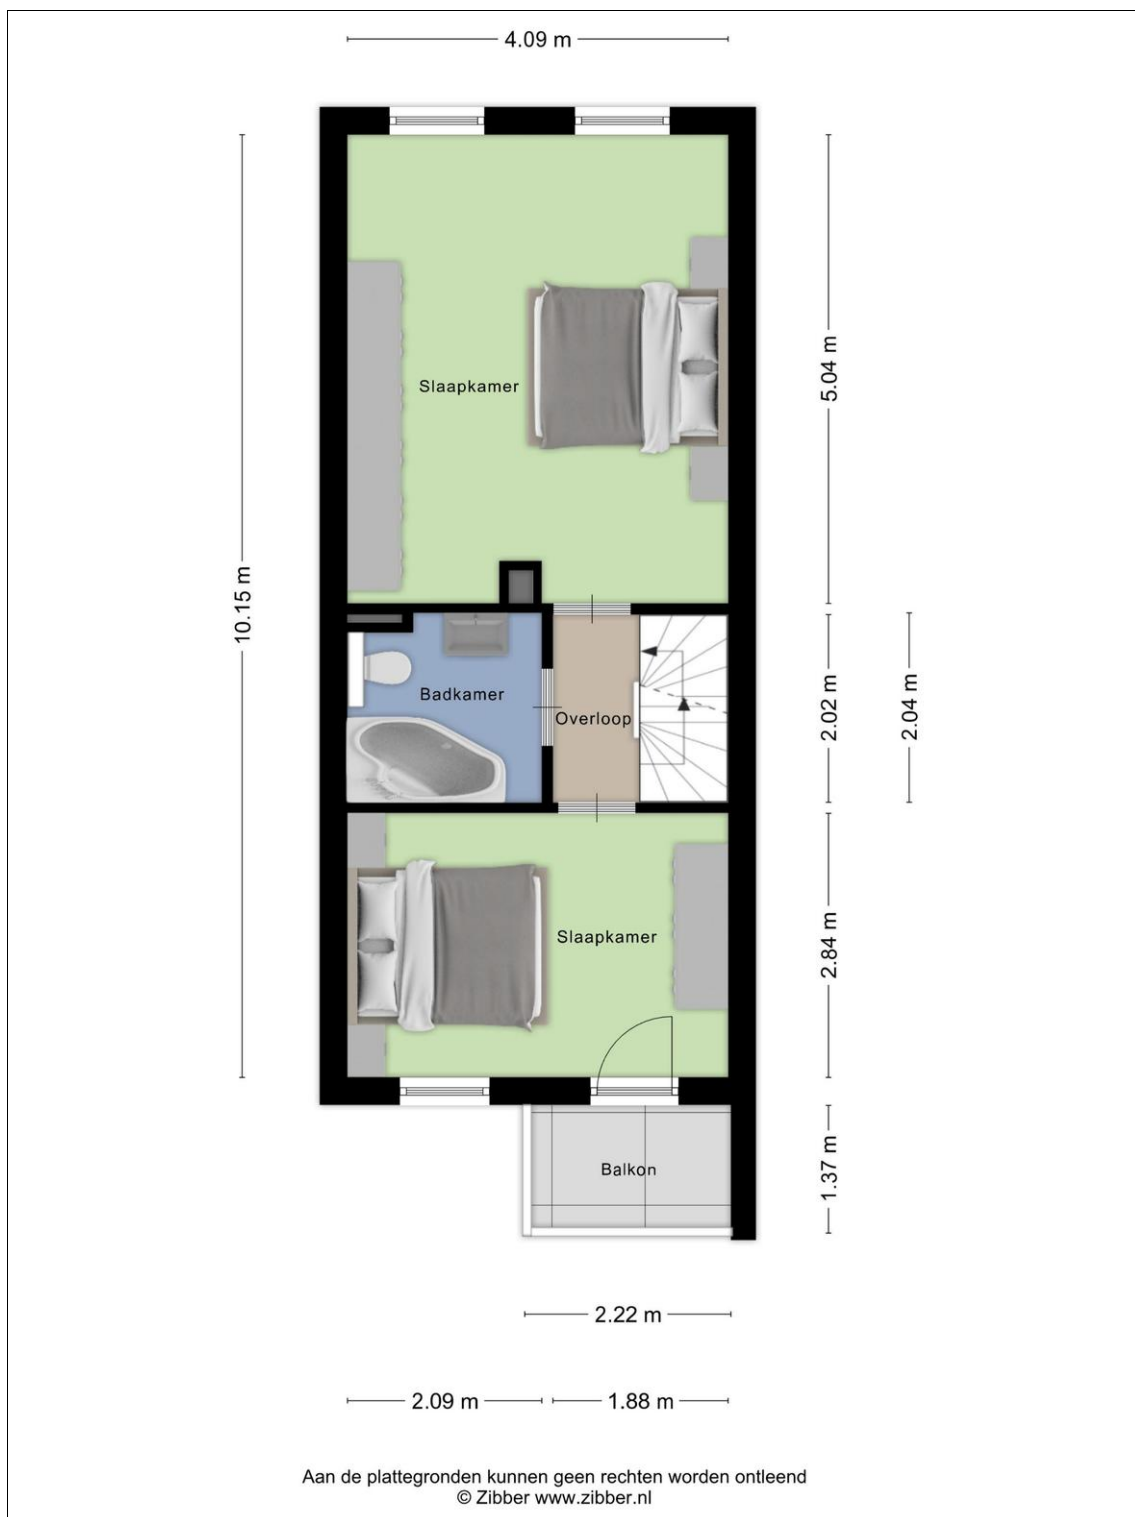 4.09 m
10.15 m
5.04 m
Slaapkamer
Badkamer
Overloop
2.02 m
2.04 m
Slaapkamer
2.84 m
Balkon
1.37 m
2.22 m
2.09 m
1.88 m
Aan de plattegronden kunnen geen rechten worden ontleend
© Zibber www.zibber.nl